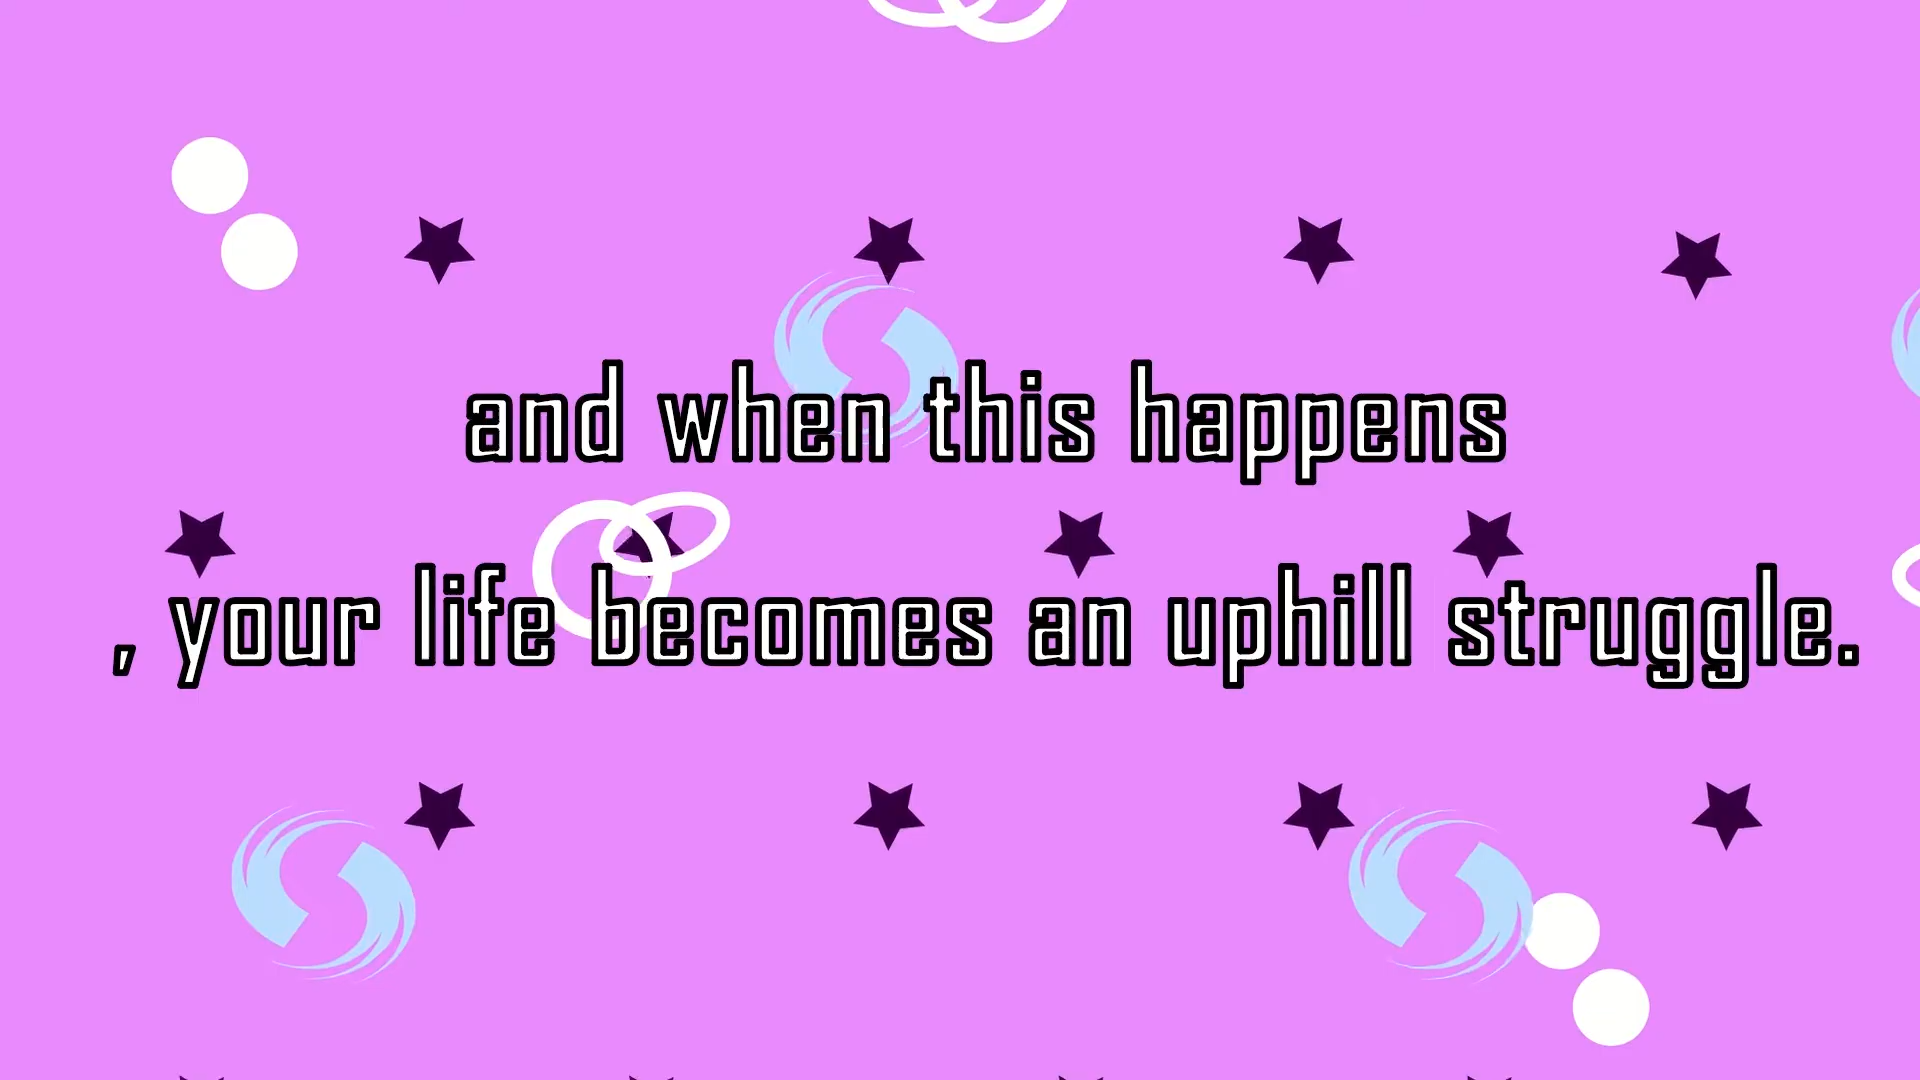 and when this happens
, your life becomes an uphill struggle.